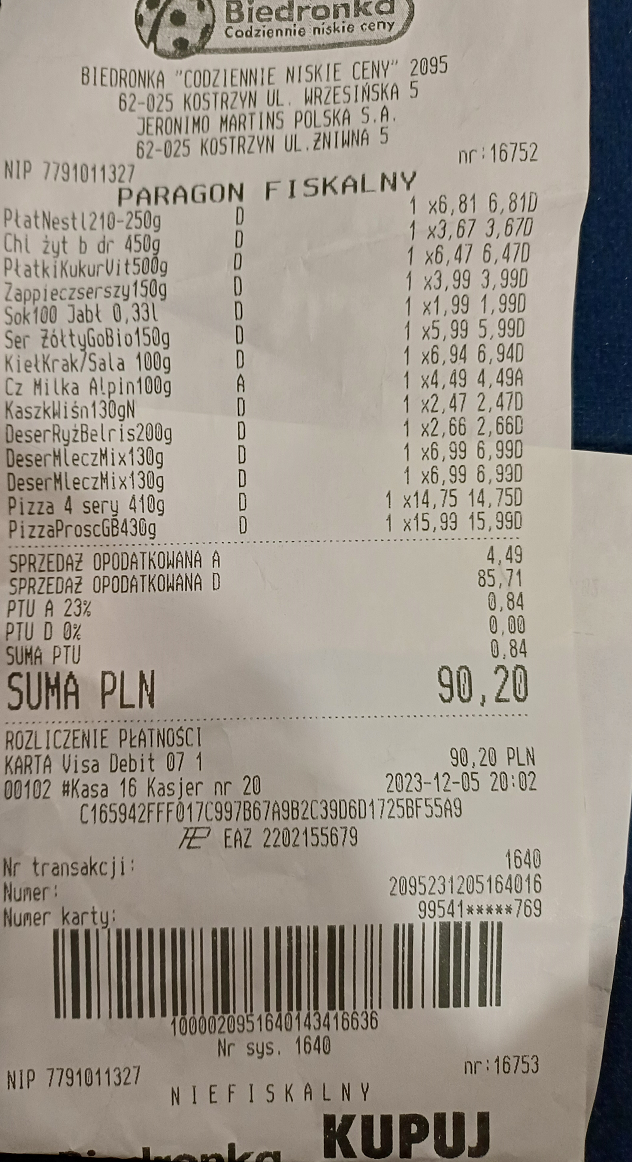 Biedronka
Codziennie niskie ceny
BIEDRONKA "CODZIENNIE NISKIE CENY" 2095
62-025 KOSTRZYN UL. WRZESIŃSKA 5
JERONIMO MARTINS POLSKA S.A.
62-025 KOSTRZYN UL.ŻNIWNA 5
NIP 7791011327 nr:16752
PARAGON FISKALNY
PłatNestl210-250g D 1 x6,81 6,81D
Chl żyt b dr 450g D 1 x3,67 3,67D
PłatkiKukurVit500g D 1 x6,47 6,47D
Zappieczserszy150g D 1 x3,99 3,99D
Sok100 Jabł 0,33l D 1 x1,99 1,99D
Ser ŻółtyGoBio150g D 1 x5,99 5,99D
KiełKrak/Sala 100g D 1 x6,94 6,94D
Cz Milka Alpin100g A 1 x4,49 4,49A
KaszkWiśn130gN D 1 x2,47 2,47D
DeserRyżBelris200g D 1 x2,66 2,66D
DeserMleczMix130g D 1 x6,99 6,99D
DeserMleczMix130g D 1 x6,99 6,99D
Pizza 4 sery 410g D 1 x14,75 14,75D
PizzaProscGB430g D 1 x15,99 15,99D
SPRZEDAŻ OPODATKOWANA A 4,49
SPRZEDAŻ OPODATKOWANA D 85,71
PTU A 23% 0,84
PTU D 0% 0,00
SUMA PTU 0,84
SUMA PLN 90,20
ROZLICZENIE PŁATNOŚCI
KARTA Visa Debit 07 1 90,20 PLN
00102 #Kasa 16 Kasjer nr 20 2023-12-05 20:02
C165942FFF017C997B67A9B2C39D6D1725BF55A9
EAZ 2202155679
Nr transakcji: 1640
Numer: 2095231205164016
Numer karty: 99541*****769
1000020951640143416636
Nr sys. 1640
NIP 7791011327 nr:16753
NIEFISKALNY
Biedronka KUPUJ